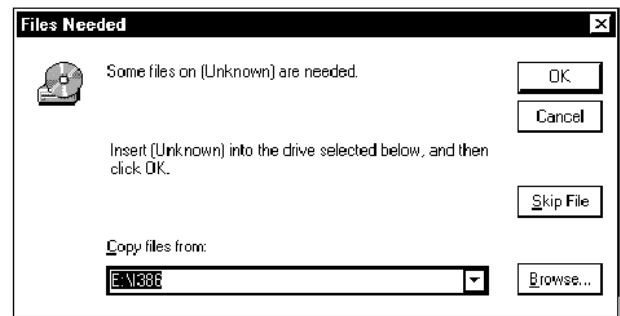 Files Needed
Some files on (Unknown) are needed.
OK
Cancel
Insert (Unknown) into the drive selected below, and then
click OK.
Skip File
Copy files from:
E:\I386
Browse...